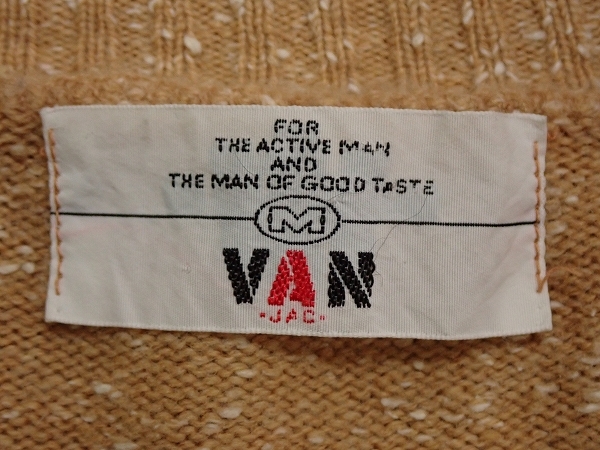 FOR
THE ACTIVE MAN
AND
THE MAN OF GOOD TASTE
M
VAN
-JAC-